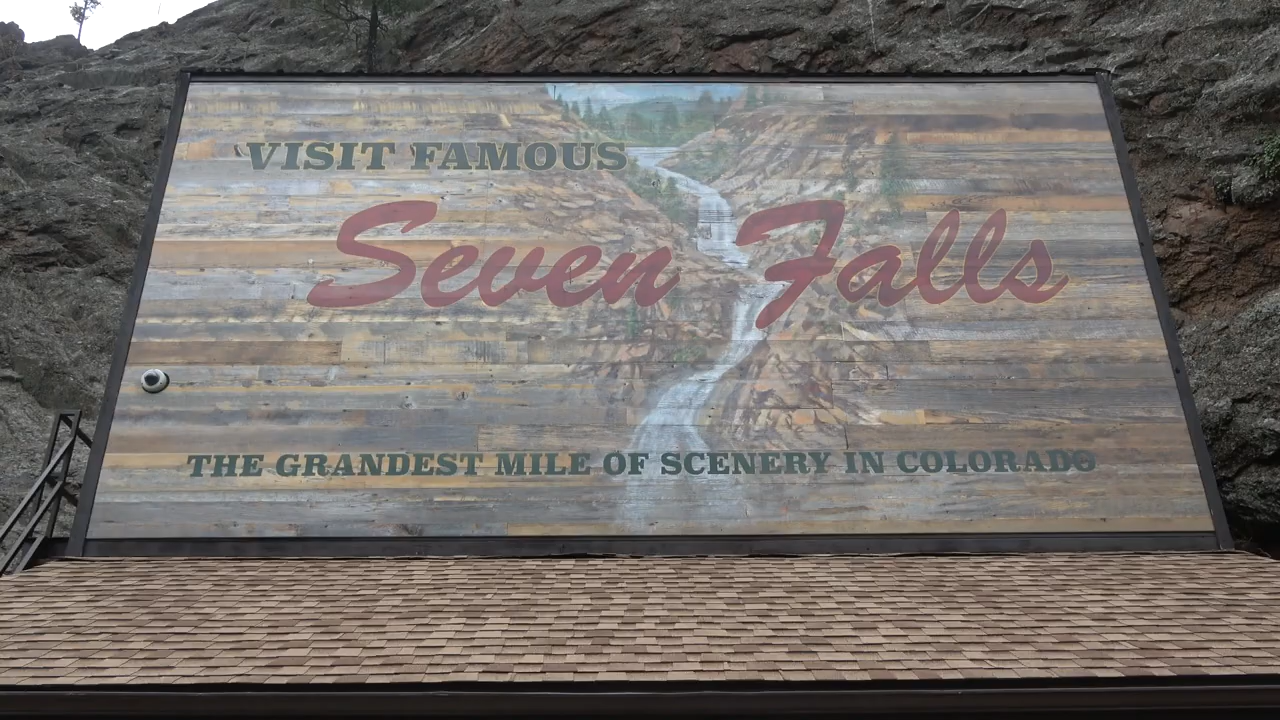 VISIT FAMOUS
Seven Falls
THE GRANDEST MILE OF SCENERY IN COLORADO